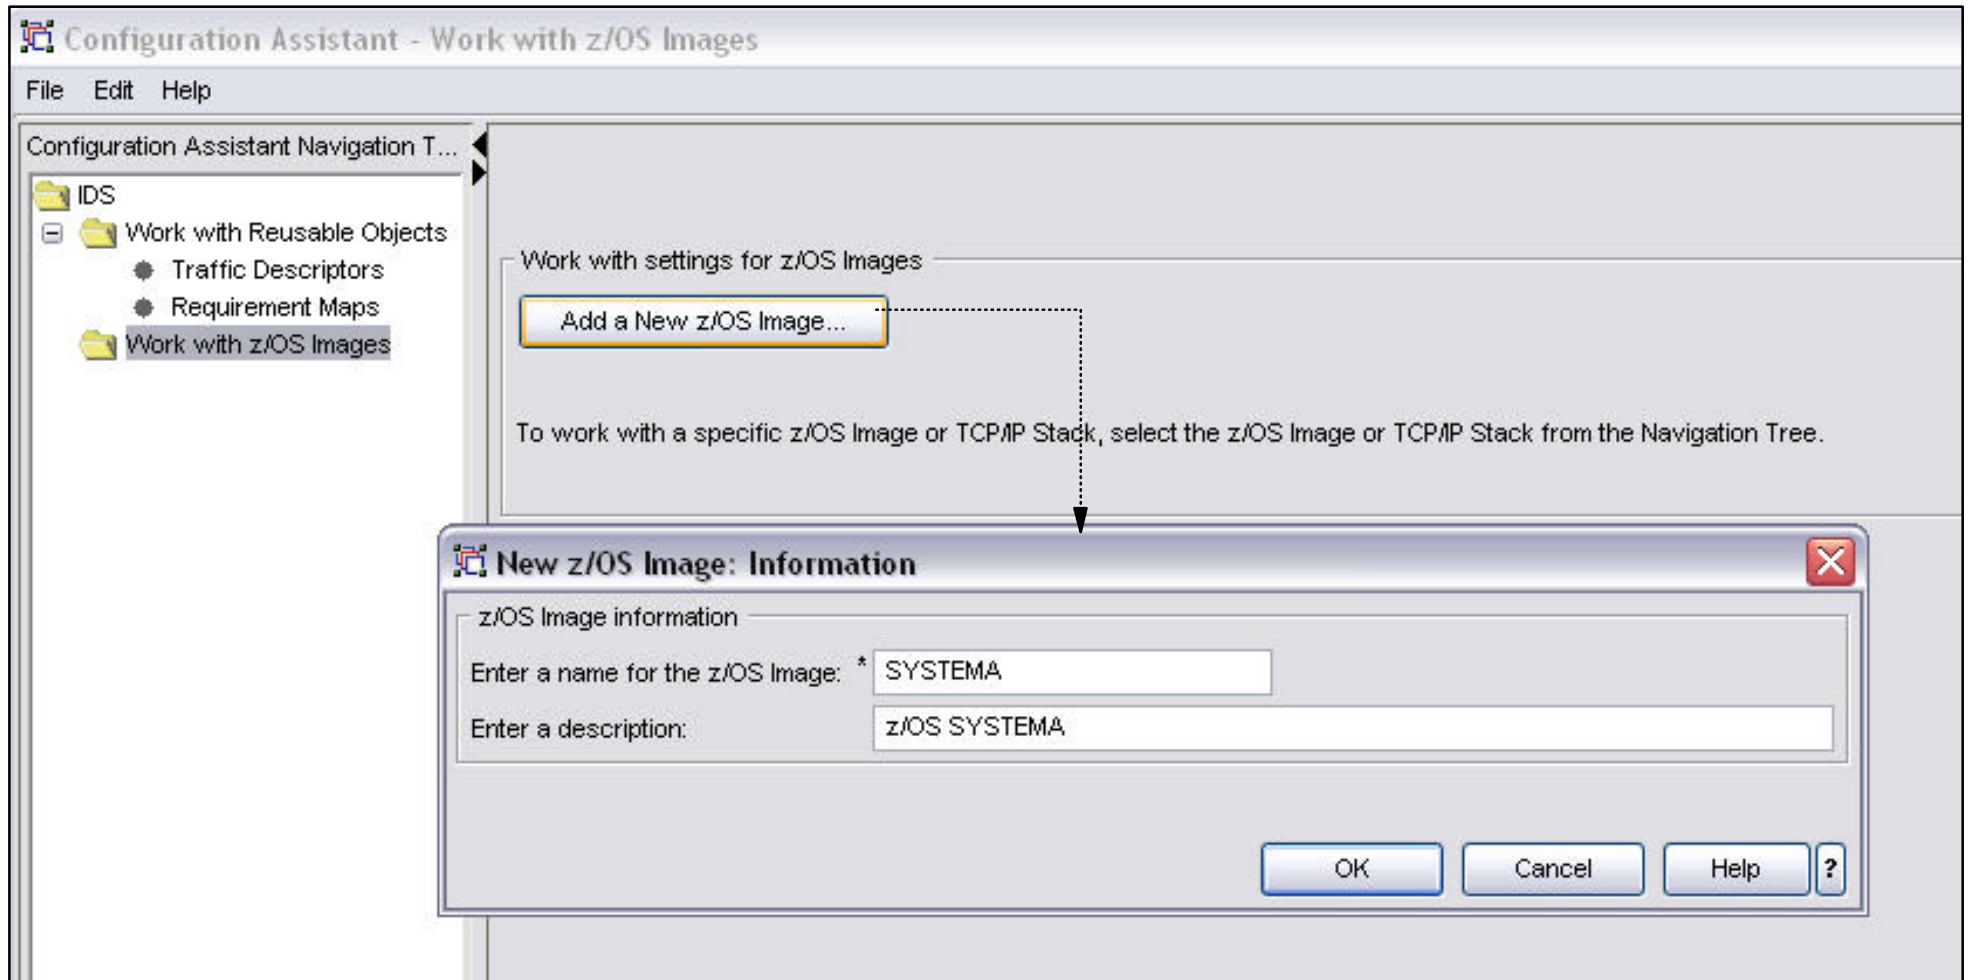 Configuration Assistant - Work with z/OS Images
File Edit Help
Configuration Assistant Navigation T...
IDS
Work with Reusable Objects
Traffic Descriptors
Requirement Maps
Work with z/OS Images
Work with settings for z/OS Images
Add a New z/OS Image...
To work with a specific z/OS Image or TCP/IP Stack, select the z/OS Image or TCP/IP Stack from the Navigation Tree.
New z/OS Image: Information
z/OS Image information
Enter a name for the z/OS Image: * SYSTEMA
Enter a description: z/OS SYSTEMA
OK Cancel Help ?